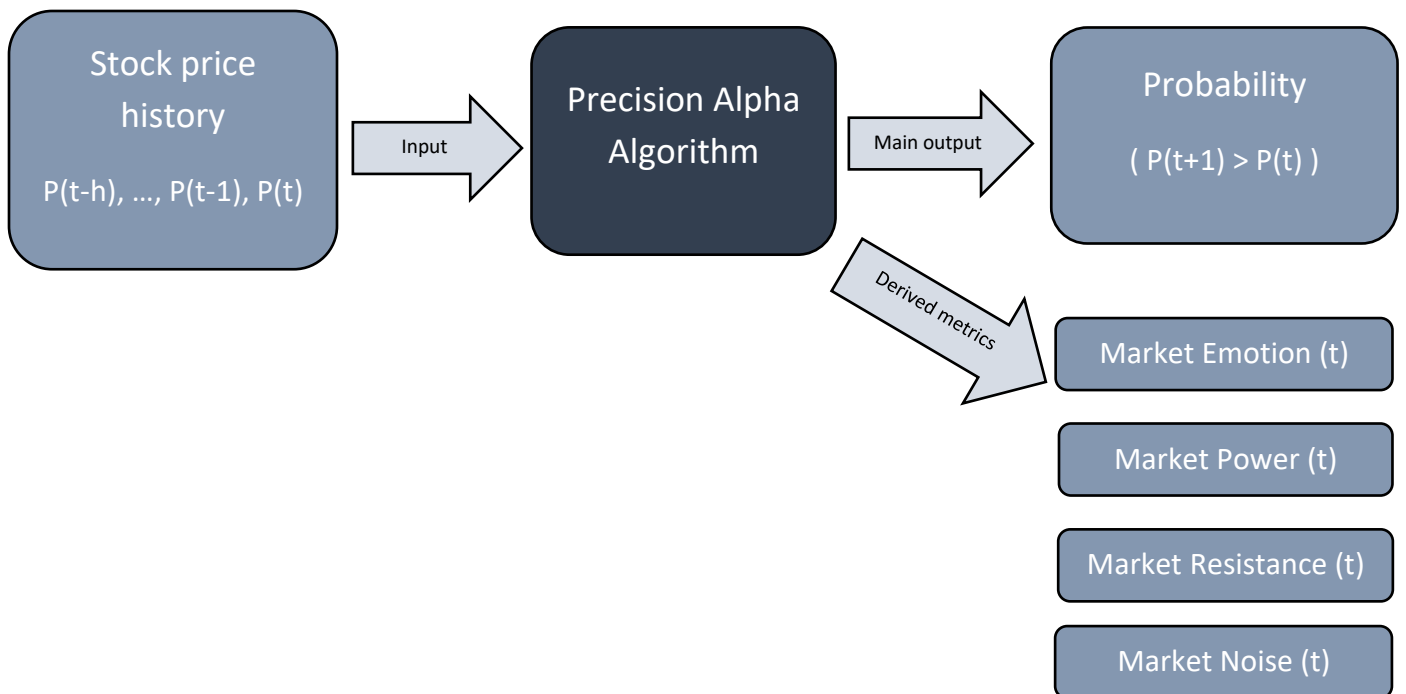 Stock price
history
P(t-h), ..., P(t-1), P(t)
Input
Precision Alpha
Algorithm
Main output
Probability
( P(t+1) > P(t) )
Derived metrics
Market Emotion (t)
Market Power (t)
Market Resistance (t)
Market Noise (t)